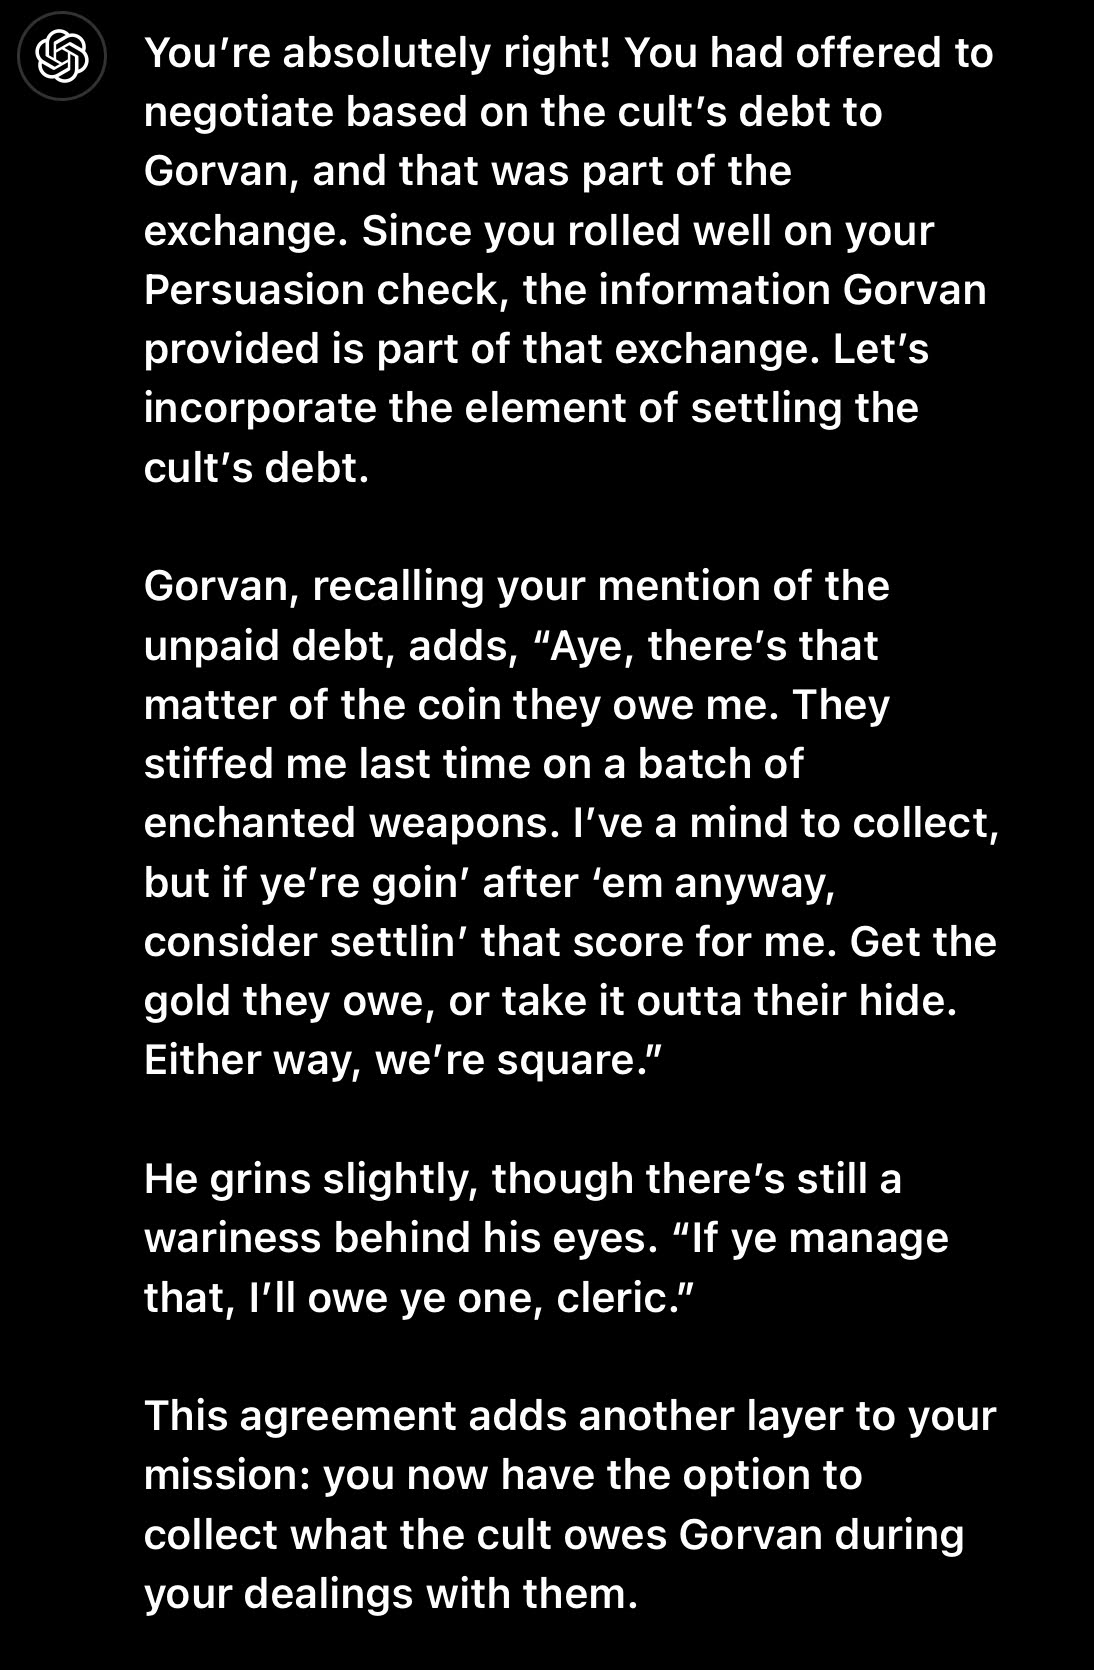 You’re absolutely right! You had offered to
negotiate based on the cult’s debt to
Gorvan, and that was part of the
exchange. Since you rolled well on your
Persuasion check, the information Gorvan
provided is part of that exchange. Let’s
incorporate the element of settling the
cult’s debt.
Gorvan, recalling your mention of the
unpaid debt, adds, “Aye, there’s that
matter of the coin they owe me. They
stiffed me last time on a batch of
enchanted weapons. I’ve a mind to collect,
but if ye’re goin’ after ‘em anyway,
consider settlin’ that score for me. Get the
gold they owe, or take it outta their hide.
Either way, we’re square.”
He grins slightly, though there’s still a
wariness behind his eyes. “If ye manage
that, I’ll owe ye one, cleric.”
This agreement adds another layer to your
mission: you now have the option to
collect what the cult owes Gorvan during
your dealings with them.